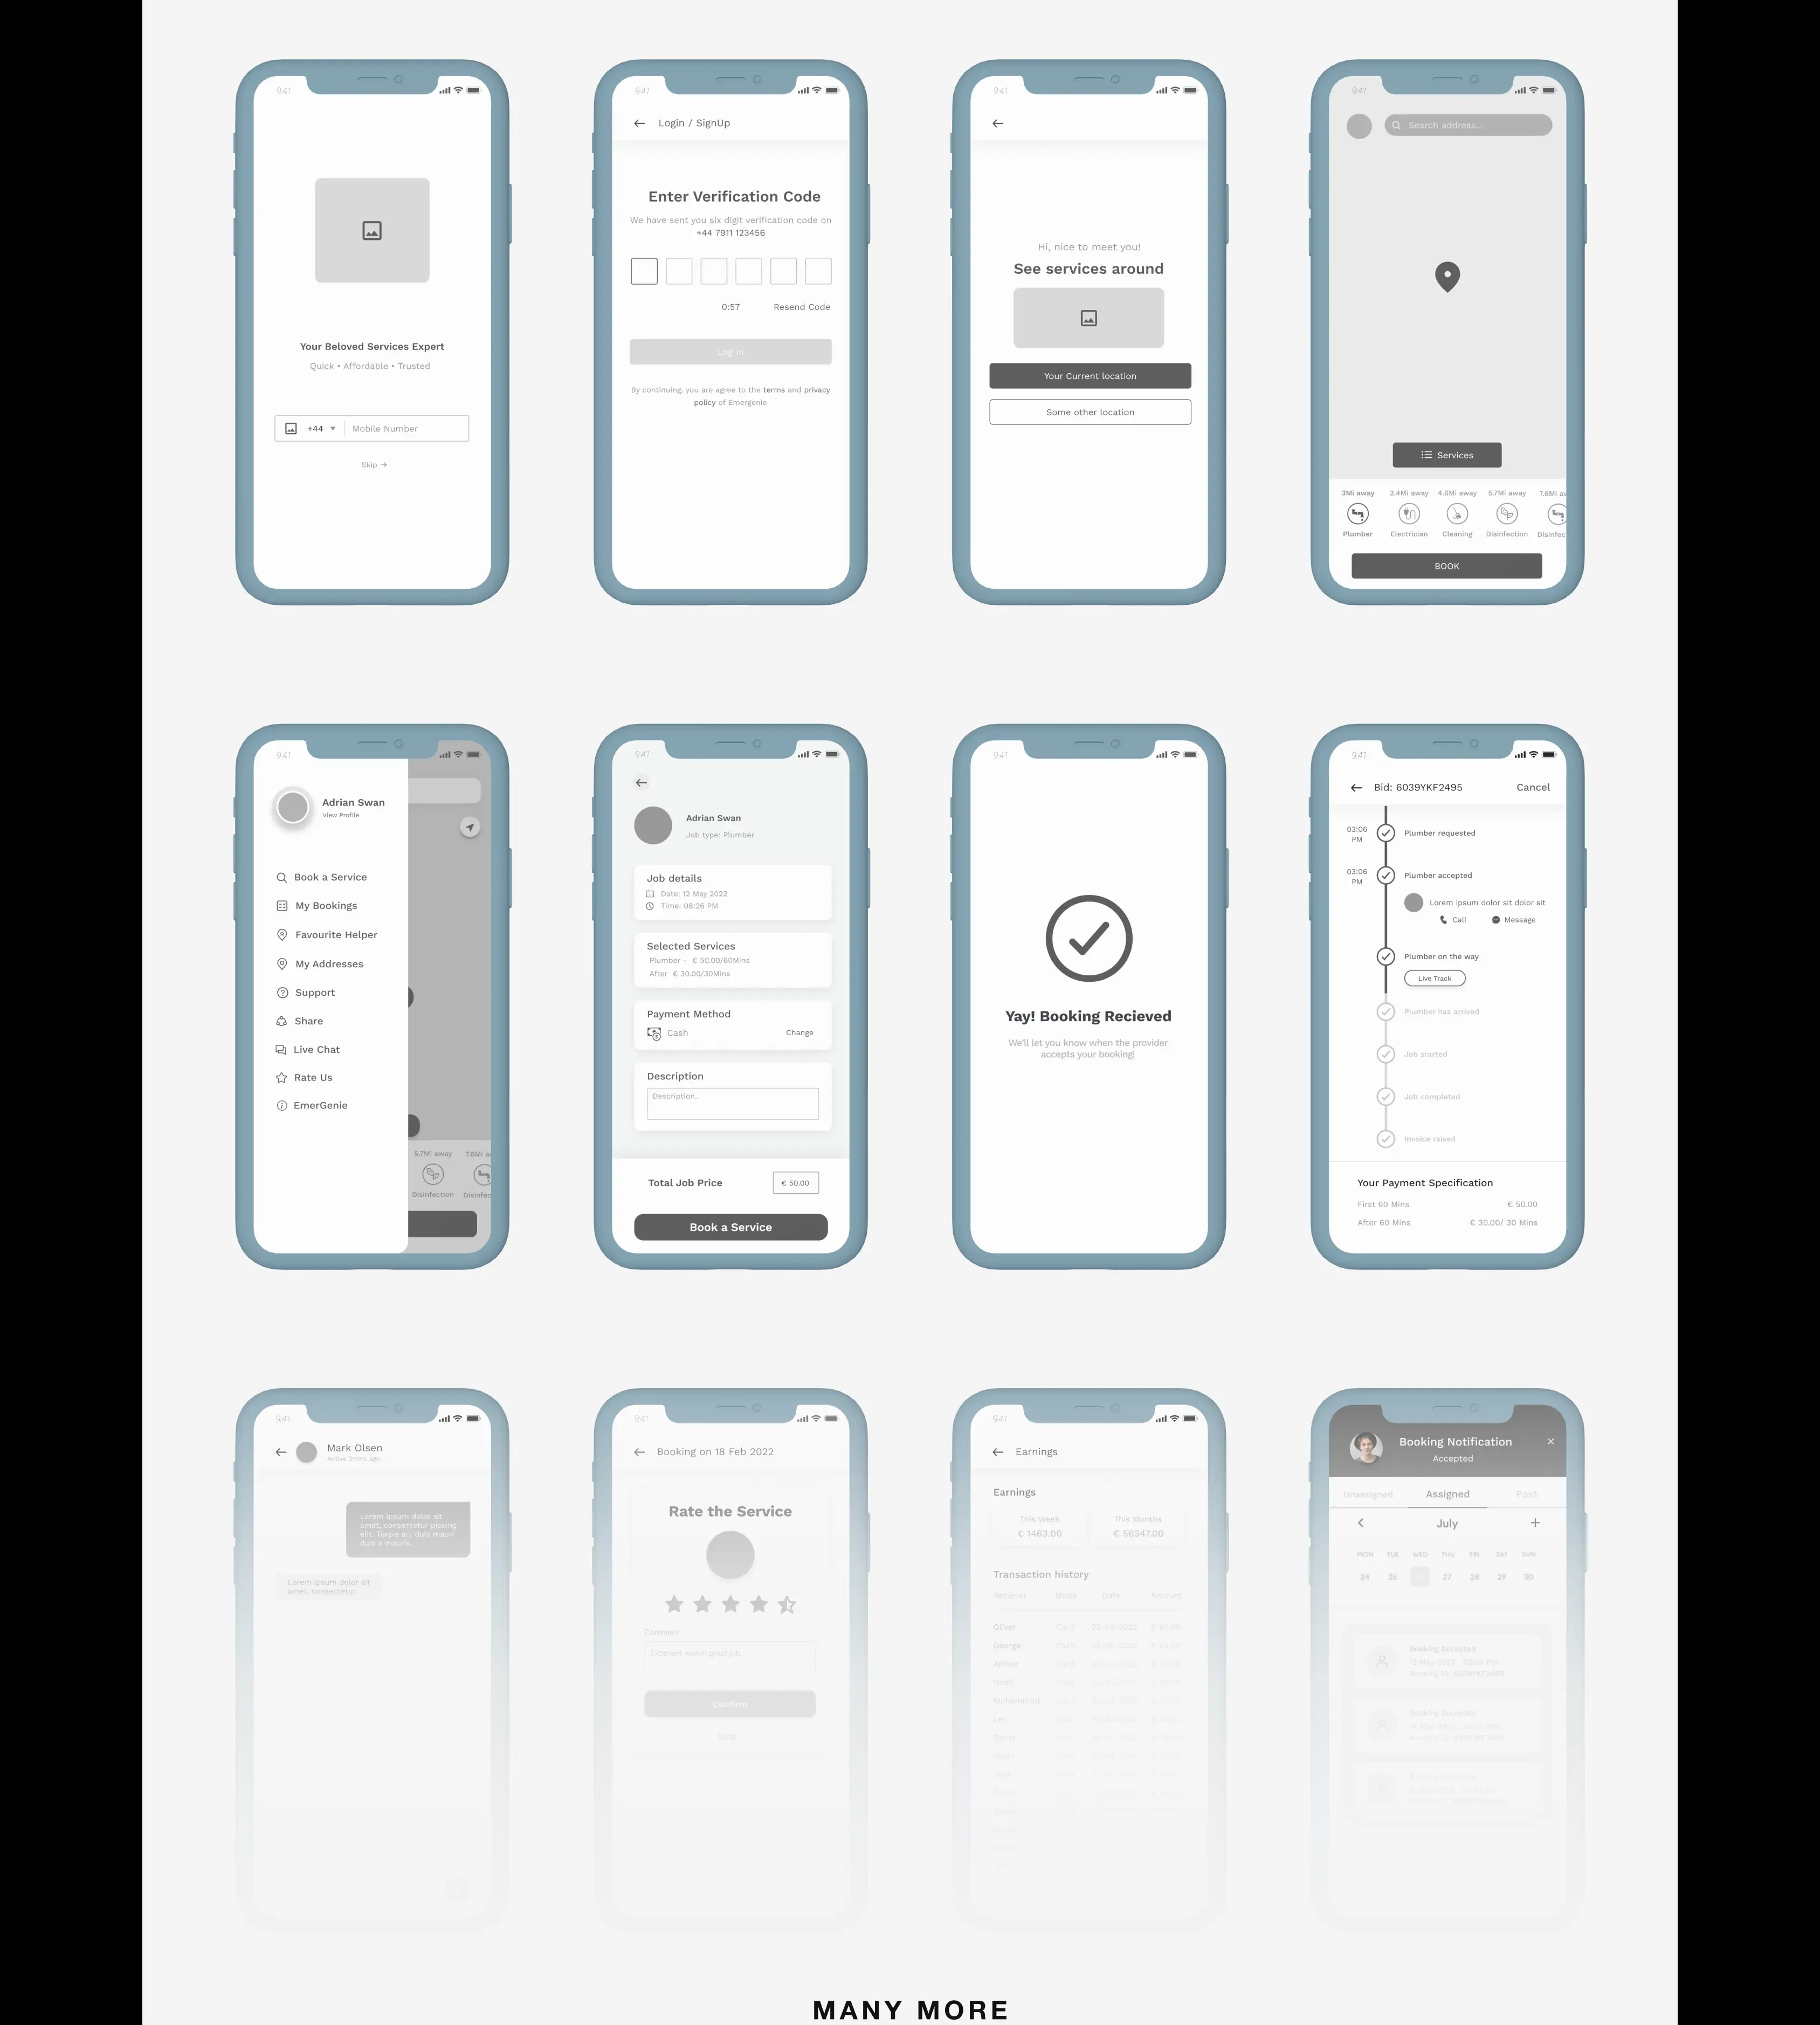 9:41
Your Beloved Services Expert
Quick • Affordable • Trusted
+44 Mobile Number
Skip →
9:41
Login / SignUp
Enter Verification Code
We have sent you six digit verification code on
+44 7911 123456
0:57 Resend Code
Log in
By continuing, you are agree to the terms and privacy
policy of Emergenie
9:41
Hi, nice to meet you!
See services around
Your Current location
Some other location
9:41
Search address...
Services
3Mi away 2.4Mi away 4.6Mi away 5.7Mi away 7.6Mi aw
Plumber Electrician Cleaning Disinfection Disinfec
BOOK
9:41
Adrian Swan
View Profile
Book a Service
My Bookings
Favourite Helper
My Addresses
Support
Share
Live Chat
Rate Us
EmerGenie
5.7Mi away 7.6Mi aw
Disinfection Disinfec
9:41
Adrian Swan
Job type: Plumber
Job details
Date: 12 May 2022
Time: 08:26 PM
Selected Services
Plumber - € 50.00/60Mins
After € 30.00/30Mins
Payment Method
Cash Change
Description
Description..
Total Job Price € 50.00
Book a Service
9:41
Yay! Booking Recieved
We'll let you know when the provider
accepts your booking!
9:41
Bid: 6039YKF2495 Cancel
03:06 PM Plumber requested
03:06 PM Plumber accepted
Lorem ipsum dolor sit dolor sit
Call Message
Plumber on the way
Live Track
Plumber has arrived
Job started
Job completed
Invoice raised
Your Payment Specification
First 60 Mins € 50.00
After 60 Mins € 30.00/ 30 Mins
9:41
Mark Olsen
Active 5mins ago
Lorem ipsum dolor sit
amet, consectetur piscing
elit. Turpis ac, duis mauri
duis a mauris.
Lorem ipsum dolor sit
amet, consectetur.
9:41
Booking on 18 Feb 2022
Rate the Service
Comment
Excellent work!! great job.
Confirm
Skip
9:41
Earnings
Earnings
This Week This Months
€ 1463.00 € 56347.00
Transaction history
Reciever Mode Date Amount
Oliver Card
George Cash
Arthur Card
Noah
Muhammad
Leo
Oscar
Harry
Booking Notification
Accepted
Unassigned Assigned Past
July
MON TUE WED THU FRI SAT SUN
24 25 27 28 29 30
Booking Accepted
12 May 2022 03:06 PM
Booking ID: 6039YKF2495
Booking Accepted
MANY MORE